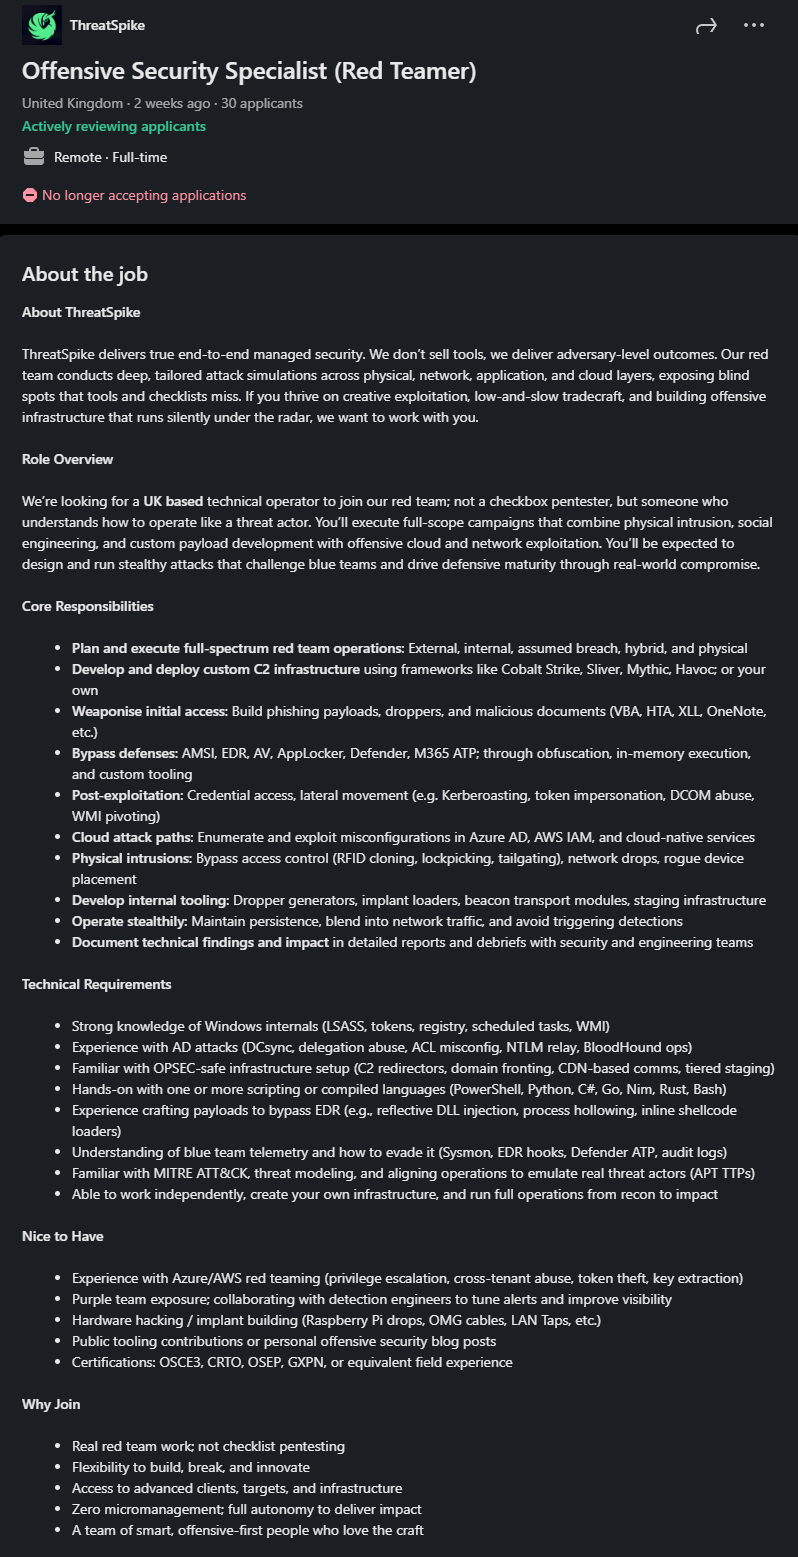 ThreatSpike
Offensive Security Specialist (Red Teamer)
United Kingdom · 2 weeks ago · 30 applicants
Actively reviewing applicants
Remote · Full-time
No longer accepting applications
About the job
About ThreatSpike
ThreatSpike delivers true end-to-end managed security. We don’t sell tools, we deliver adversary-level outcomes. Our red
team conducts deep, tailored attack simulations across physical, network, application, and cloud layers, exposing blind
spots that tools and checklists miss. If you thrive on creative exploitation, low-and-slow tradecraft, and building offensive
infrastructure that runs silently under the radar, we want to work with you.
Role Overview
We’re looking for a UK based technical operator to join our red team; not a checkbox pentester, but someone who
understands how to operate like a threat actor. You’ll execute full-scope campaigns that combine physical intrusion, social
engineering, and custom payload development with offensive cloud and network exploitation. You’ll be expected to
design and run stealthy attacks that challenge blue teams and drive defensive maturity through real-world compromise.
Core Responsibilities
• Plan and execute full-spectrum red team operations: External, internal, assumed breach, hybrid, and physical
• Develop and deploy custom C2 infrastructure using frameworks like Cobalt Strike, Sliver, Mythic, Havoc; or your
own
• Weaponise initial access: Build phishing payloads, droppers, and malicious documents (VBA, HTA, XLL, OneNote,
etc.)
• Bypass defenses: AMSI, EDR, AV, AppLocker, Defender, M365 ATP; through obfuscation, in-memory execution,
and custom tooling
• Post-exploitation: Credential access, lateral movement (e.g. Kerberoasting, token impersonation, DCOM abuse,
WMI pivoting)
• Cloud attack paths: Enumerate and exploit misconfigurations in Azure AD, AWS IAM, and cloud-native services
• Physical intrusions: Bypass access control (RFID cloning, lockpicking, tailgating), network drops, rogue device
placement
• Develop internal tooling: Dropper generators, implant loaders, beacon transport modules, staging infrastructure
• Operate stealthily: Maintain persistence, blend into network traffic, and avoid triggering detections
• Document technical findings and impact in detailed reports and debriefs with security and engineering teams
Technical Requirements
• Strong knowledge of Windows internals (LSASS, tokens, registry, scheduled tasks, WMI)
• Experience with AD attacks (DCsync, delegation abuse, ACL misconfig, NTLM relay, BloodHound ops)
• Familiar with OPSEC-safe infrastructure setup (C2 redirectors, domain fronting, CDN-based comms, tiered staging)
• Hands-on with one or more scripting or compiled languages (PowerShell, Python, C#, Go, Nim, Rust, Bash)
• Experience crafting payloads to bypass EDR (e.g., reflective DLL injection, process hollowing, inline shellcode
loaders)
• Understanding of blue team telemetry and how to evade it (Sysmon, EDR hooks, Defender ATP, audit logs)
• Familiar with MITRE ATT&CK, threat modeling, and aligning operations to emulate real threat actors (APT TTPs)
• Able to work independently, create your own infrastructure, and run full operations from recon to impact
Nice to Have
• Experience with Azure/AWS red teaming (privilege escalation, cross-tenant abuse, token theft, key extraction)
• Purple team exposure; collaborating with detection engineers to tune alerts and improve visibility
• Hardware hacking / implant building (Raspberry Pi drops, OMG cables, LAN Taps, etc.)
• Public tooling contributions or personal offensive security blog posts
• Certifications: OSCE3, CRTO, OSEP, GXPN, or equivalent field experience
Why Join
• Real red team work; not checklist pentesting
• Flexibility to build, break, and innovate
• Access to advanced clients, targets, and infrastructure
• Zero micromanagement; full autonomy to deliver impact
• A team of smart, offensive-first people who love the craft